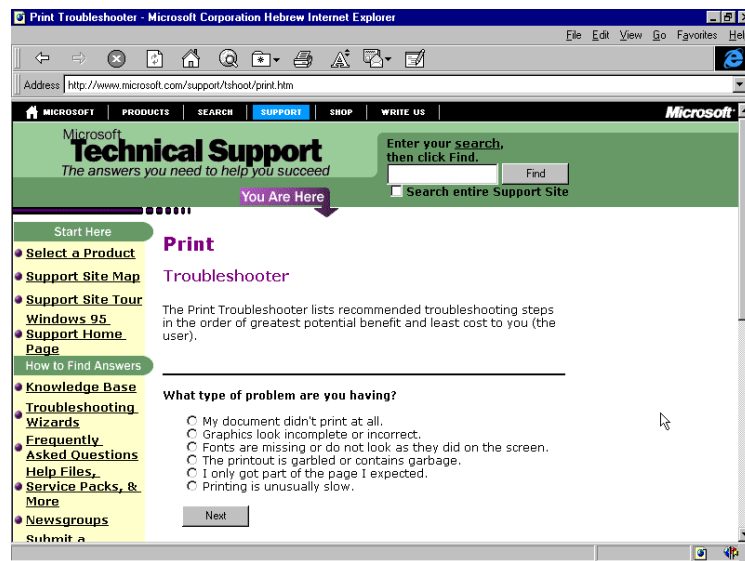 Print Troubleshooter - Microsoft Corporation Hebrew Internet Explorer
File Edit View Go Favorites Hel
Address http://www.microsoft.com/support/tshoot/print.htm
MICROSOFT PRODUCTS SEARCH SUPPORT SHOP WRITE US Microsoft
Microsoft
Technical Support
The answers you need to help you succeed
Enter your search,
then click Find.
Find
Search entire Support Site
You Are Here
Start Here
Select a Product
Support Site Map
Support Site Tour
Windows 95
Support Home
Page
How to Find Answers
Knowledge Base
Troubleshooting
Wizards
Frequently
Asked Questions
Help Files,
Service Packs, &
More
Newsgroups
Submit a
Print
Troubleshooter
The Print Troubleshooter lists recommended troubleshooting steps
in the order of greatest potential benefit and least cost to you (the
user).
What type of problem are you having?
My document didn't print at all.
Graphics look incomplete or incorrect.
Fonts are missing or do not look as they did on the screen.
The printout is garbled or contains garbage.
I only got part of the page I expected.
Printing is unusually slow.
Next